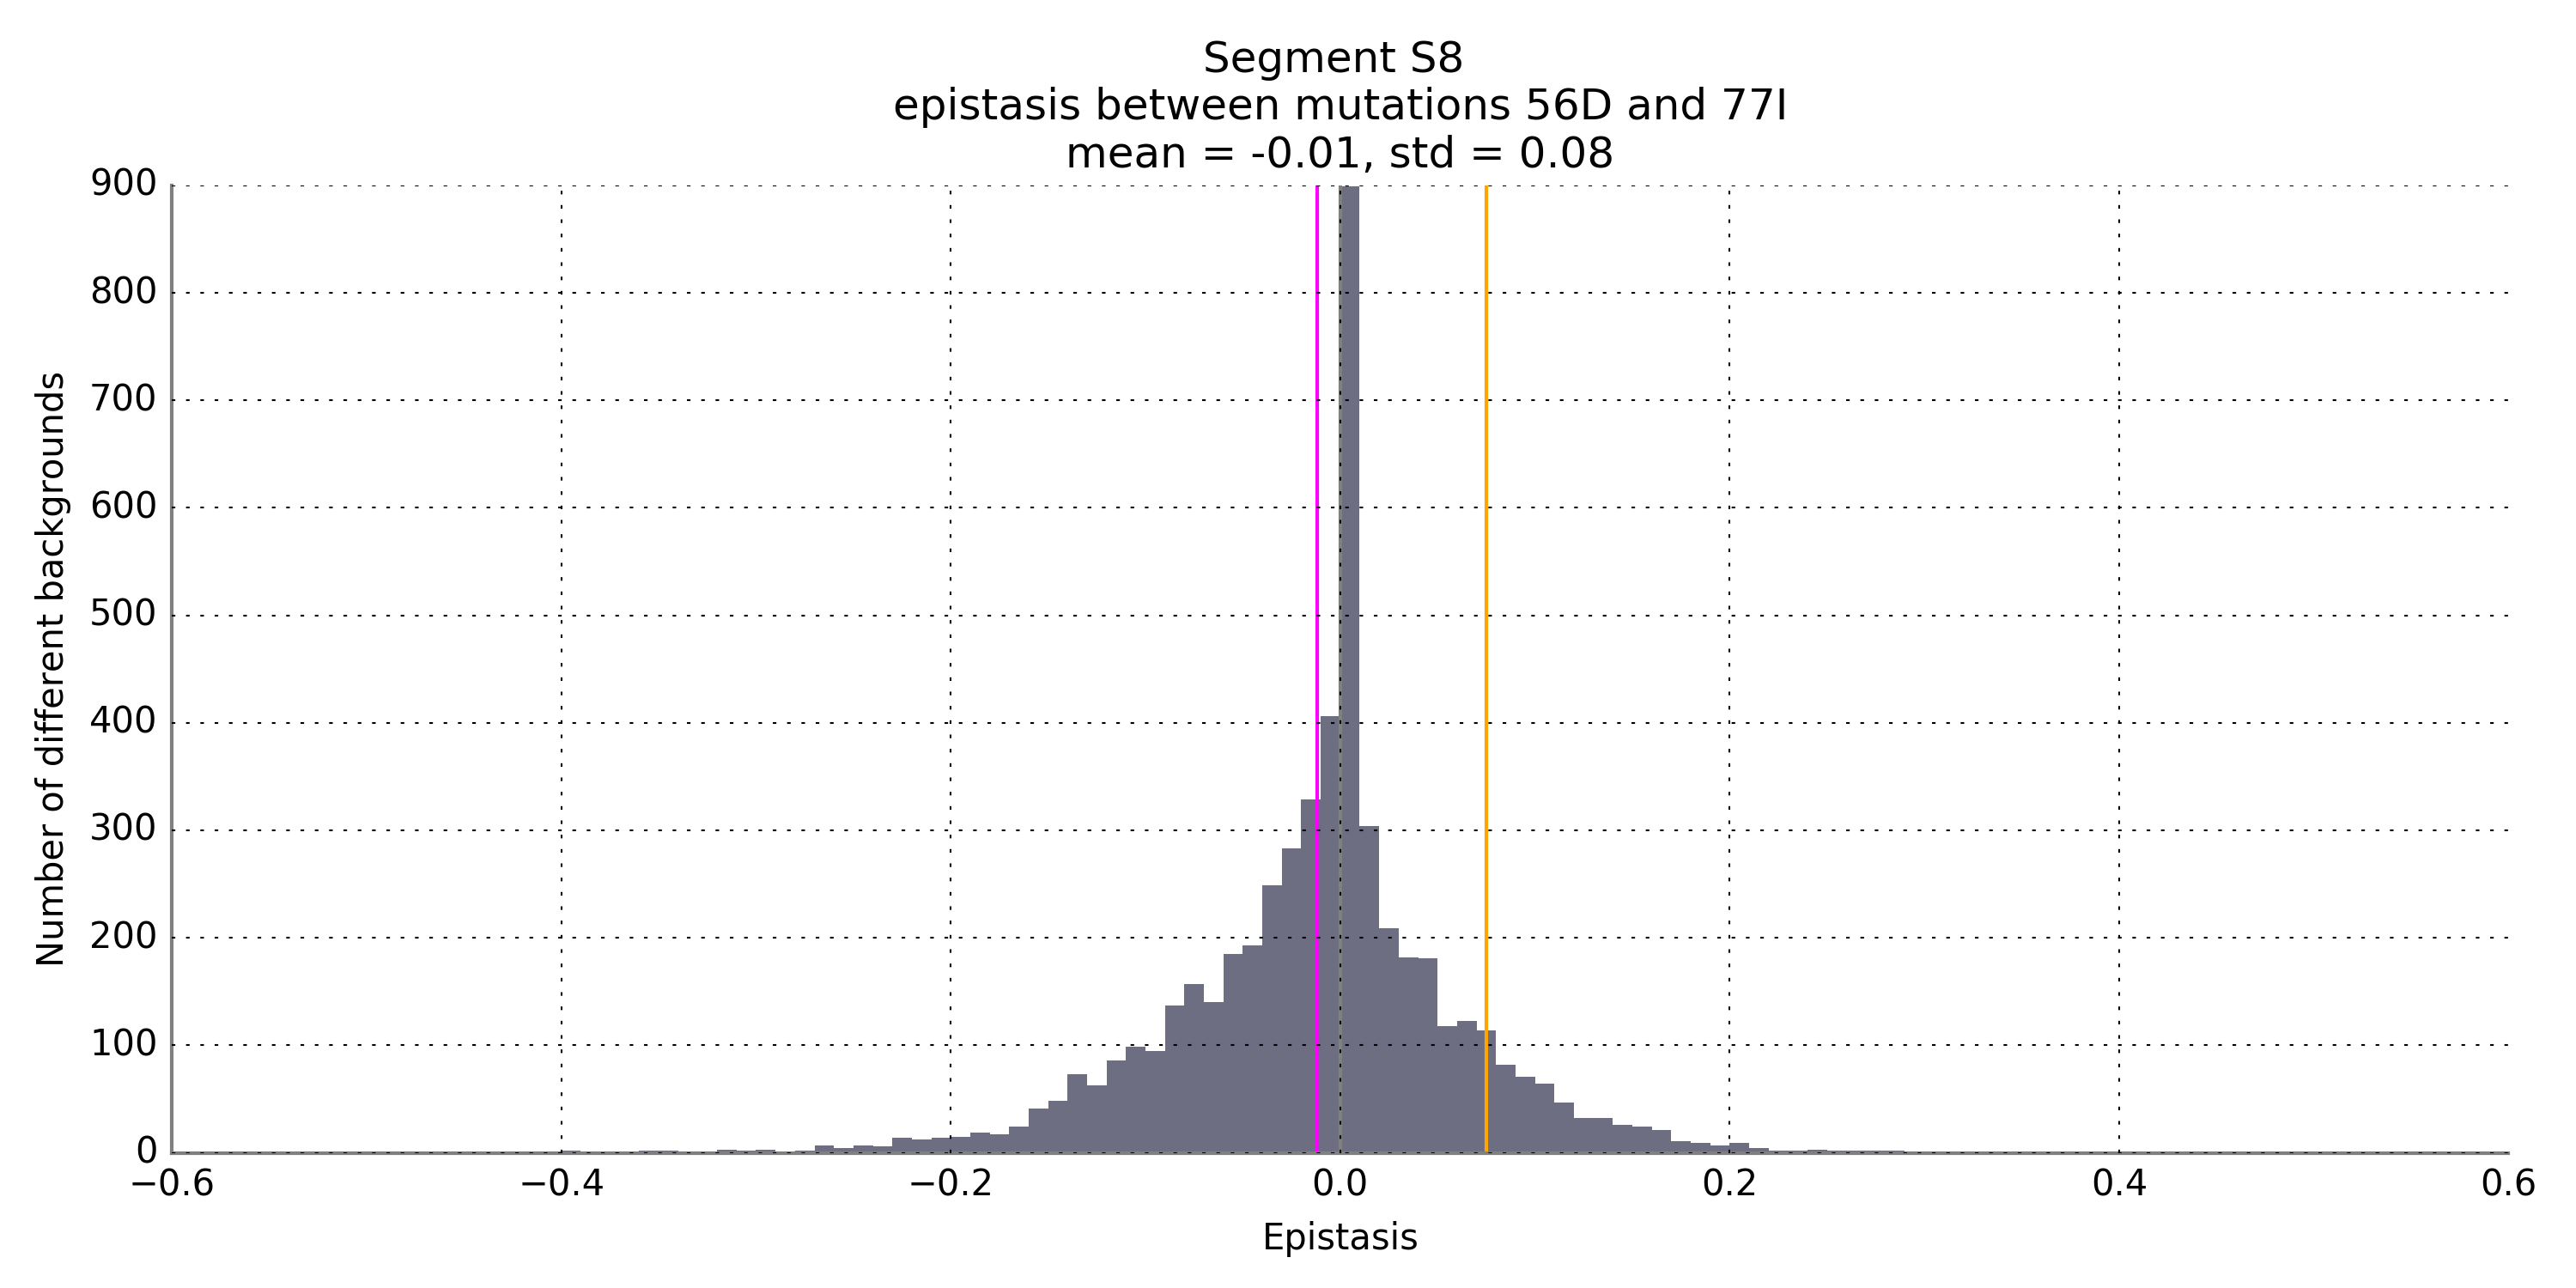 Segment S8
epistasis between mutations 56D and 77I
mean = -0.01, std = 0.08
900
800
700
600
500
400
300
200
100
0
Number of different backgrounds
−0.6 −0.4 −0.2 0.0 0.2 0.4 0.6
Epistasis